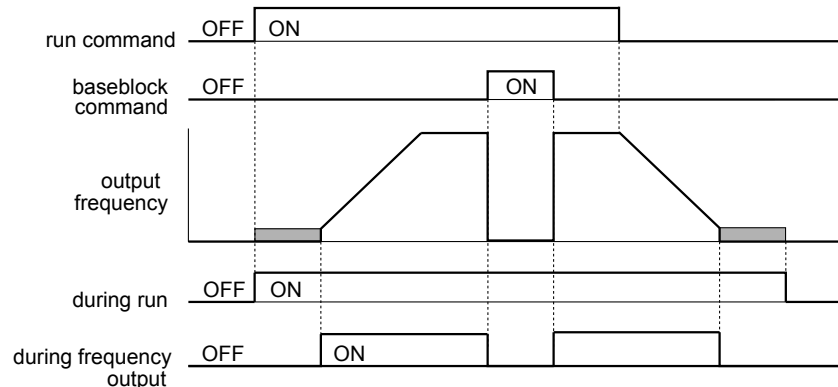 run command OFF ON
baseblock
command OFF ON
output
frequency
during run OFF ON
during frequency
output OFF ON